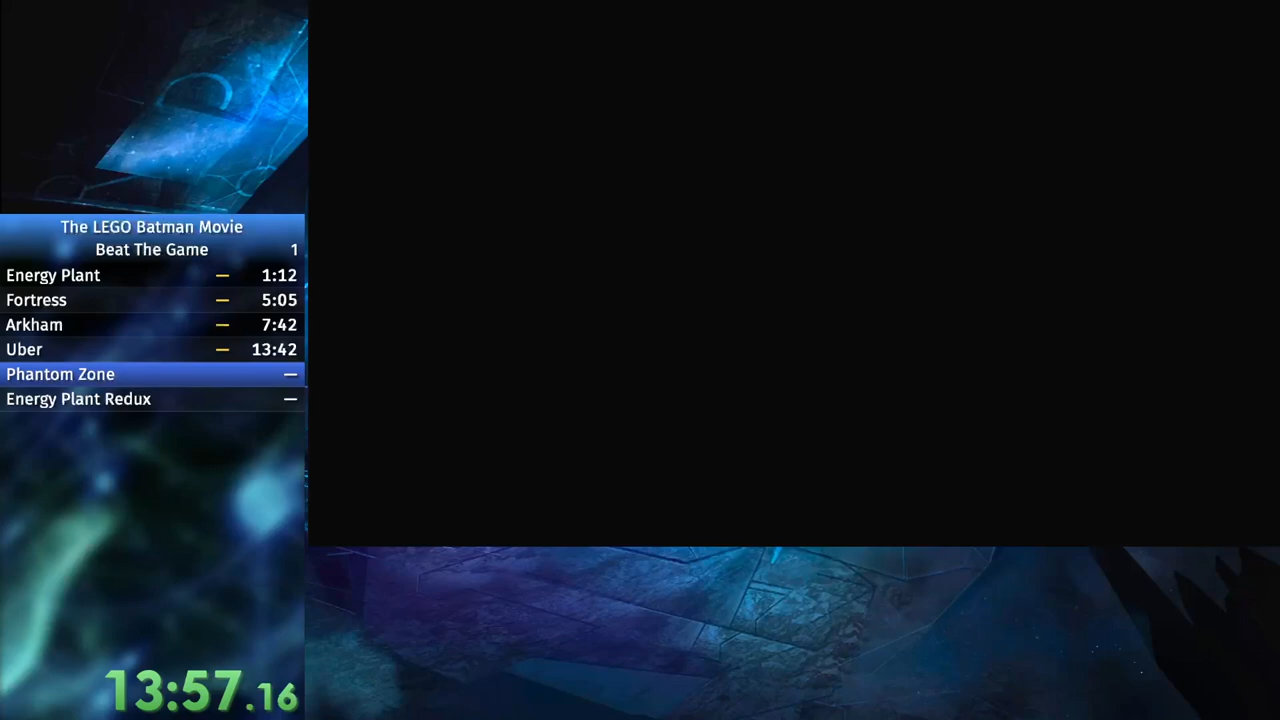 The LEGO Batman Movie
Beat The Game 1
Energy Plant — 1:12
Fortress — 5:05
Arkham — 7:42
Uber — 13:42
Phantom Zone —
Energy Plant Redux —
13:57.16